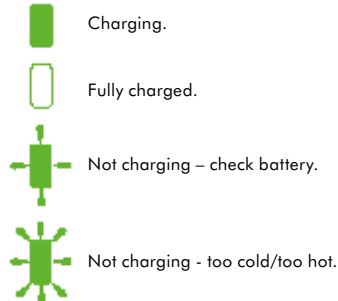 Charging.
Fully charged.
Not charging – check battery.
Not charging - too cold/too hot.